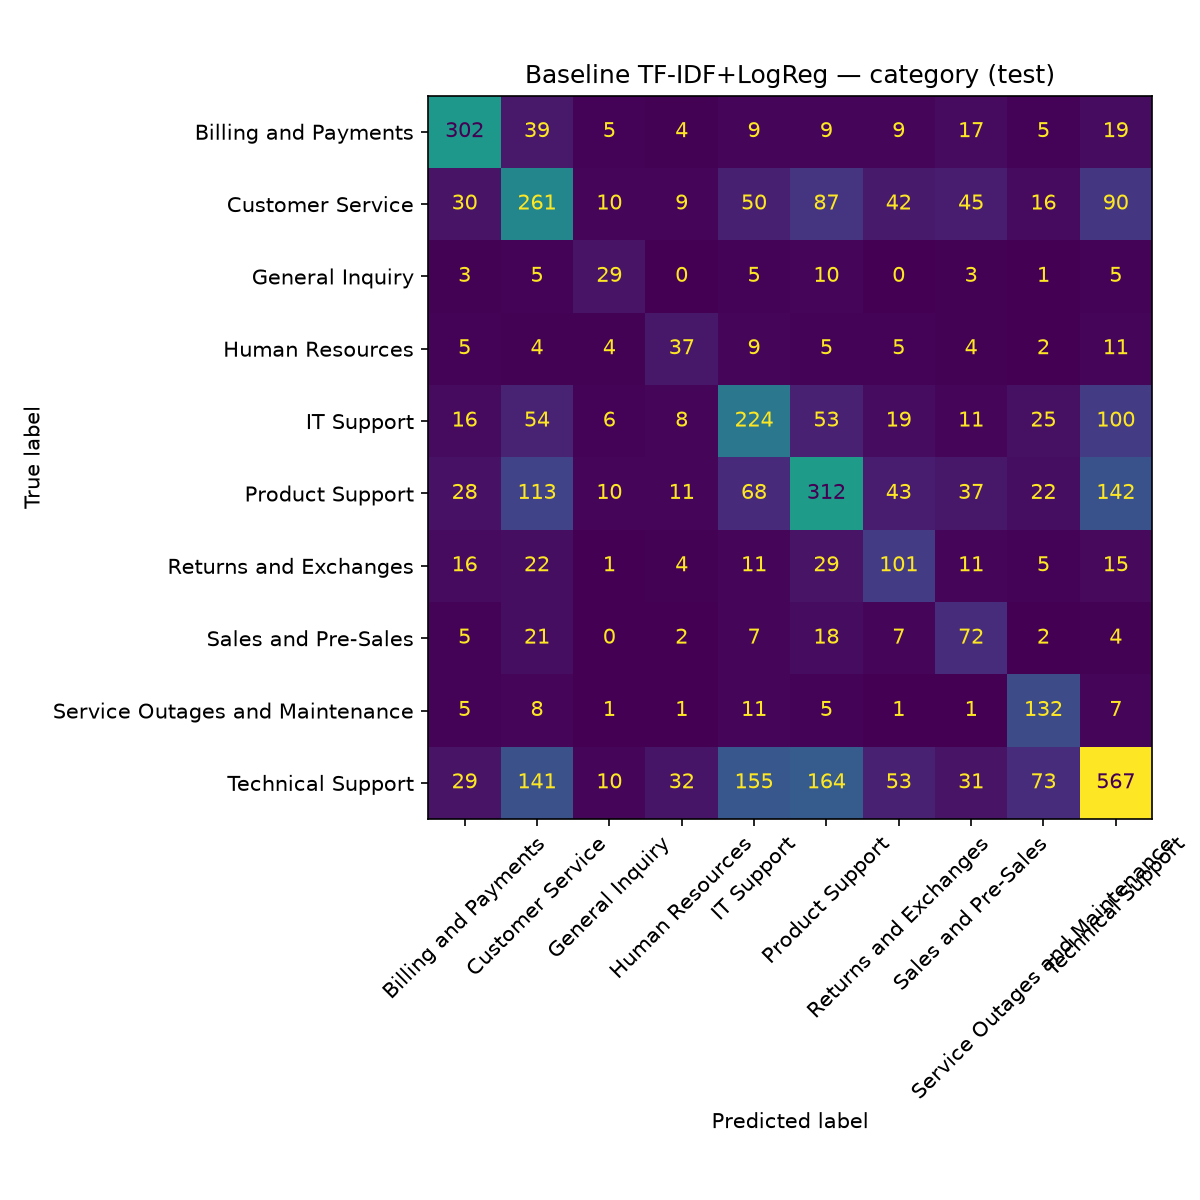 Baseline TF-IDF+LogReg — category (test)
Billing and Payments 302 39 5 4 9 9 9 17 5 19
Customer Service 30 261 10 9 50 87 42 45 16 90
General Inquiry 3 5 29 0 5 10 0 3 1 5
Human Resources 5 4 4 37 9 5 5 4 2 11
IT Support 16 54 6 8 224 53 19 11 25 100
Product Support 28 113 10 11 68 312 43 37 22 142
Returns and Exchanges 16 22 1 4 11 29 101 11 5 15
Sales and Pre-Sales 5 21 0 2 7 18 7 72 2 4
Service Outages and Maintenance 5 8 1 1 11 5 1 1 132 7
Technical Support 29 141 10 32 155 164 53 31 73 567
True label
Billing and Payments
Customer Service
General Inquiry
Human Resources
IT Support
Product Support
Returns and Exchanges
Sales and Pre-Sales
Service Outages and Maintenance
Technical Support
Predicted label